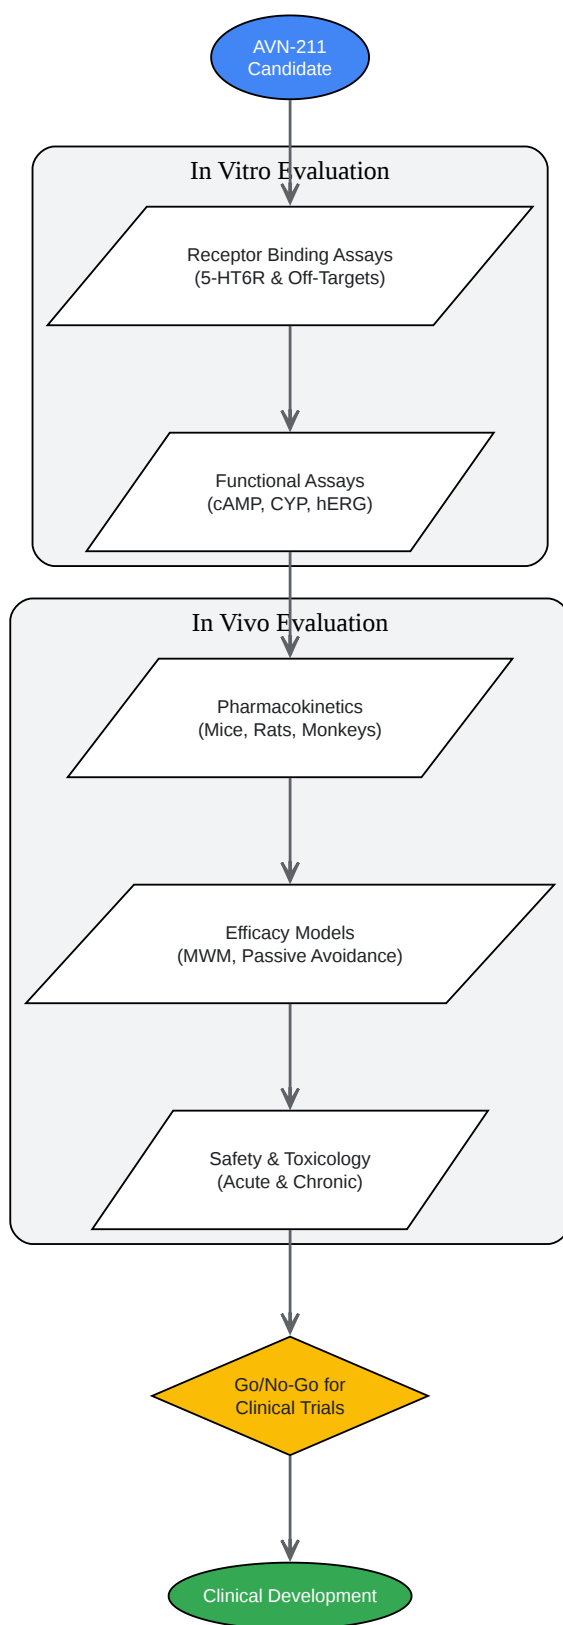 AVN-211
Candidate
In Vitro Evaluation
Receptor Binding Assays
(5-HT6R & Off-Targets)
Functional Assays
(cAMP, CYP, hERG)
In Vivo Evaluation
Pharmacokinetics
(Mice, Rats, Monkeys)
Efficacy Models
(MWM, Passive Avoidance)
Safety & Toxicology
(Acute & Chronic)
Go/No-Go for
Clinical Trials
Clinical Development